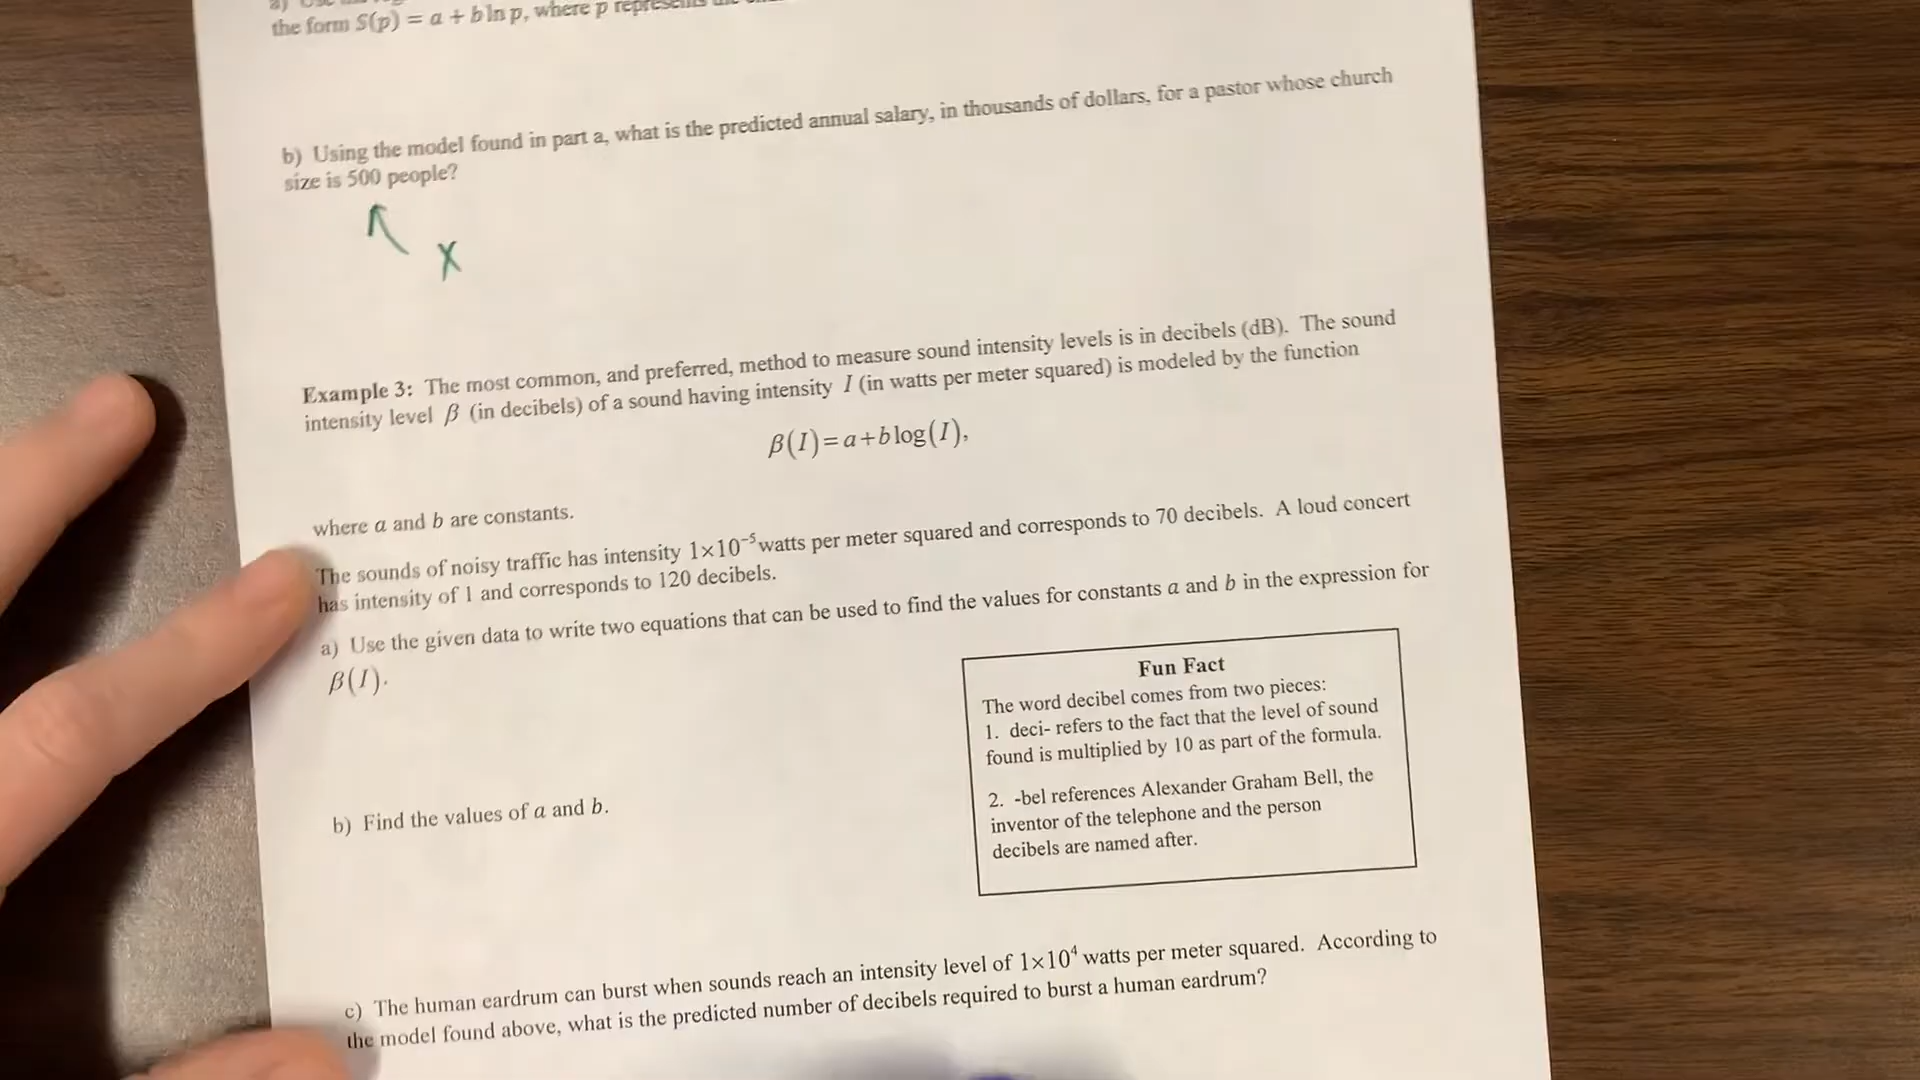 the form S(p) = a + b ln p, where p represents the
b) Using the model found in part a, what is the predicted annual salary, in thousands of dollars, for a pastor whose church
size is 500 people?
X
Example 3: The most common, and preferred, method to measure sound intensity levels is in decibels (dB). The sound
intensity level β (in decibels) of a sound having intensity I (in watts per meter squared) is modeled by the function
β(I)=a+b log(I),
where a and b are constants.
The sounds of noisy traffic has intensity 1×10⁻⁵ watts per meter squared and corresponds to 70 decibels. A loud concert
has intensity of 1 and corresponds to 120 decibels.
a) Use the given data to write two equations that can be used to find the values for constants a and b in the expression for
β(I).
Fun Fact
The word decibel comes from two pieces:
1. deci- refers to the fact that the level of sound
found is multiplied by 10 as part of the formula.
2. -bel references Alexander Graham Bell, the
inventor of the telephone and the person
decibels are named after.
b) Find the values of a and b.
c) The human eardrum can burst when sounds reach an intensity level of 1×10⁴ watts per meter squared. According to
the model found above, what is the predicted number of decibels required to burst a human eardrum?